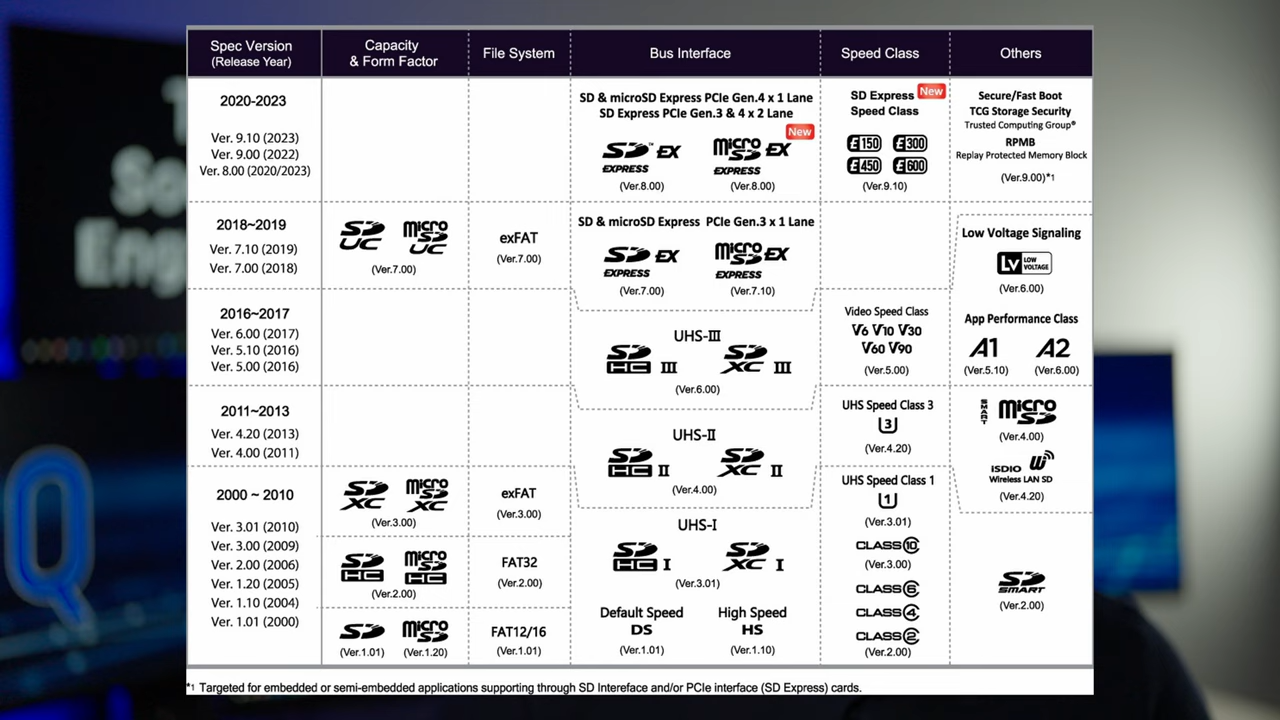 Spec Version
(Release Year)
Capacity
& Form Factor
File System
Bus Interface
Speed Class
Others
2020-2023
Ver. 9.10 (2023)
Ver. 9.00 (2022)
Ver. 8.00 (2020/2023)
SD & microSD Express PCIe Gen.4 x 1 Lane
SD Express PCIe Gen.3 & 4 x 2 Lane
New
SD™ EX
EXPRESS
(Ver.8.00)
micro SD EX
EXPRESS
(Ver.8.00)
SD Express New
Speed Class
E150 E300
E450 E600
(Ver.9.10)
Secure/Fast Boot
TCG Storage Security
Trusted Computing Group®
RPMB
Replay Protected Memory Block
(Ver.9.00)*1
2018~2019
Ver. 7.10 (2019)
Ver. 7.00 (2018)
SD UC
micro SD UC
(Ver.7.00)
exFAT
(Ver.7.00)
SD & microSD Express PCIe Gen.3 x 1 Lane
SD EX
EXPRESS
(Ver.7.00)
micro SD EX
EXPRESS
(Ver.7.10)
Low Voltage Signaling
LV LOW
VOLTAGE
(Ver.6.00)
2016~2017
Ver. 6.00 (2017)
Ver. 5.10 (2016)
Ver. 5.00 (2016)
UHS-III
SD HC III
SD XC III
(Ver.6.00)
Video Speed Class
V6 V10 V30
V60 V90
(Ver.5.00)
App Performance Class
A1 A2
(Ver.5.10) (Ver.6.00)
2011~2013
Ver. 4.20 (2013)
Ver. 4.00 (2011)
UHS-II
SD HC II
SD XC II
(Ver.4.00)
UHS Speed Class 3
3
(Ver.4.20)
SMART micro SD
(Ver.4.00)
iSDIO W
Wireless LAN SD
(Ver.4.20)
2000 ~ 2010
Ver. 3.01 (2010)
Ver. 3.00 (2009)
Ver. 2.00 (2006)
Ver. 1.20 (2005)
Ver. 1.10 (2004)
Ver. 1.01 (2000)
SD XC
micro SD XC
(Ver.3.00)
SD HC
micro SD HC
(Ver.2.00)
SD
micro SD
(Ver.1.01) (Ver.1.20)
exFAT
(Ver.3.00)
FAT32
(Ver.2.00)
FAT12/16
(Ver.1.01)
UHS-I
SD HC I
SD XC I
(Ver.3.01)
Default Speed
DS
(Ver.1.01)
High Speed
HS
(Ver.1.10)
UHS Speed Class 1
1
(Ver.3.01)
CLASS 10
(Ver.3.00)
CLASS 6
CLASS 4
CLASS 2
(Ver.2.00)
SD
SMART
(Ver.2.00)
*1 Targeted for embedded or semi-embedded applications supporting through SD Intereface and/or PCIe interface (SD Express) cards.
Q